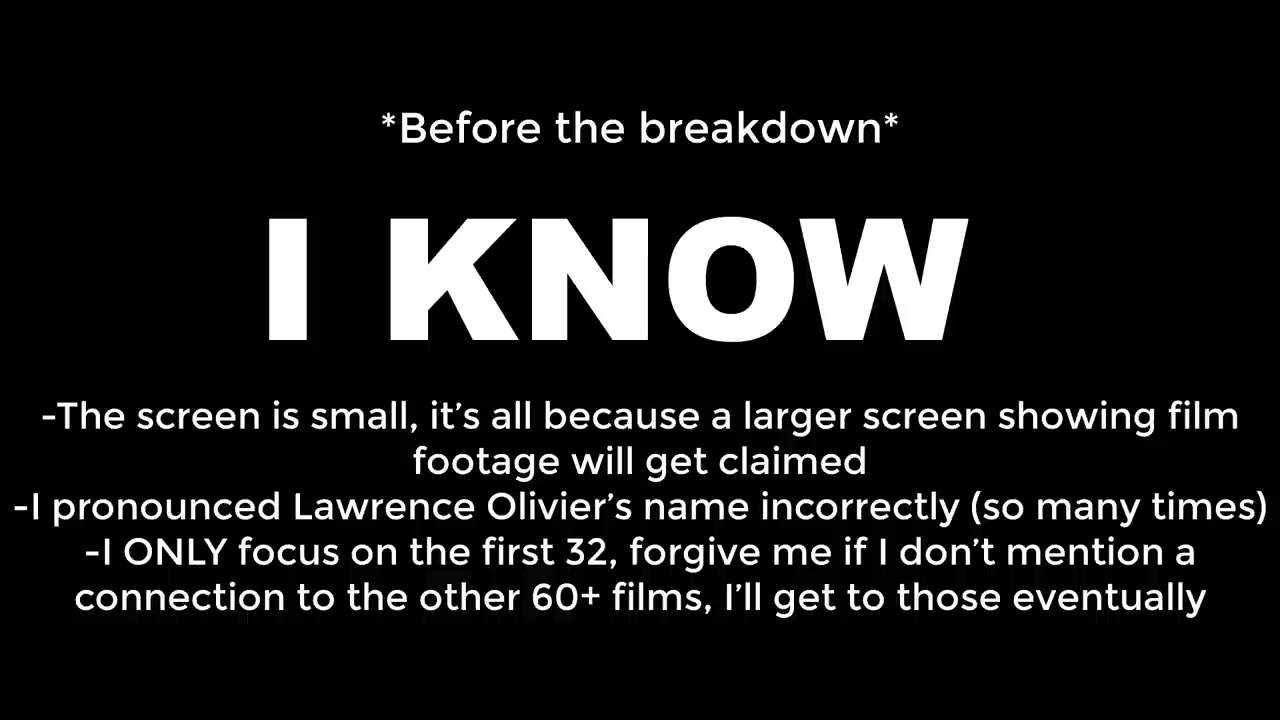 *Before the breakdown*
I KNOW
-The screen is small, it's all because a larger screen showing film
footage will get claimed
-I pronounced Lawrence Olivier's name incorrectly (so many times)
-I ONLY focus on the first 32, forgive me if I don't mention a
connection to the other 60+ films, I'll get to those eventually